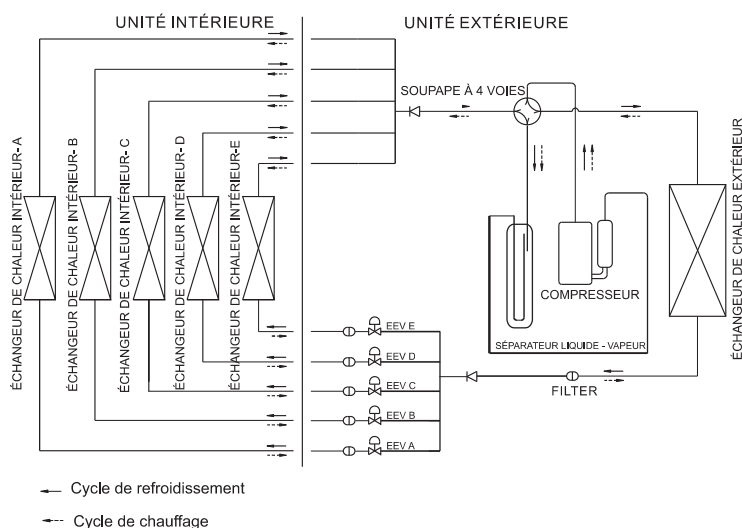 UNITÉ INTÉRIEURE
UNITÉ EXTÉRIEURE
SOUPAPE À 4 VOIES
ÉCHANGEUR DE CHALEUR INTÉRIEUR- A
ÉCHANGEUR DE CHALEUR INTÉRIEUR- B
ÉCHANGEUR DE CHALEUR INTÉRIEUR- C
ÉCHANGEUR DE CHALEUR INTÉRIEUR- D
ÉCHANGEUR DE CHALEUR INTÉRIEUR-E
ÉCHANGEUR DE CHALEUR EXTÉRIEUR
COMPRESSEUR
SÉPARATEUR LIQUIDE - VAPEUR
EEV E
EEV D
EEV C
EEV B
EEV A
FILTER
Cycle de refroidissement
Cycle de chauffage